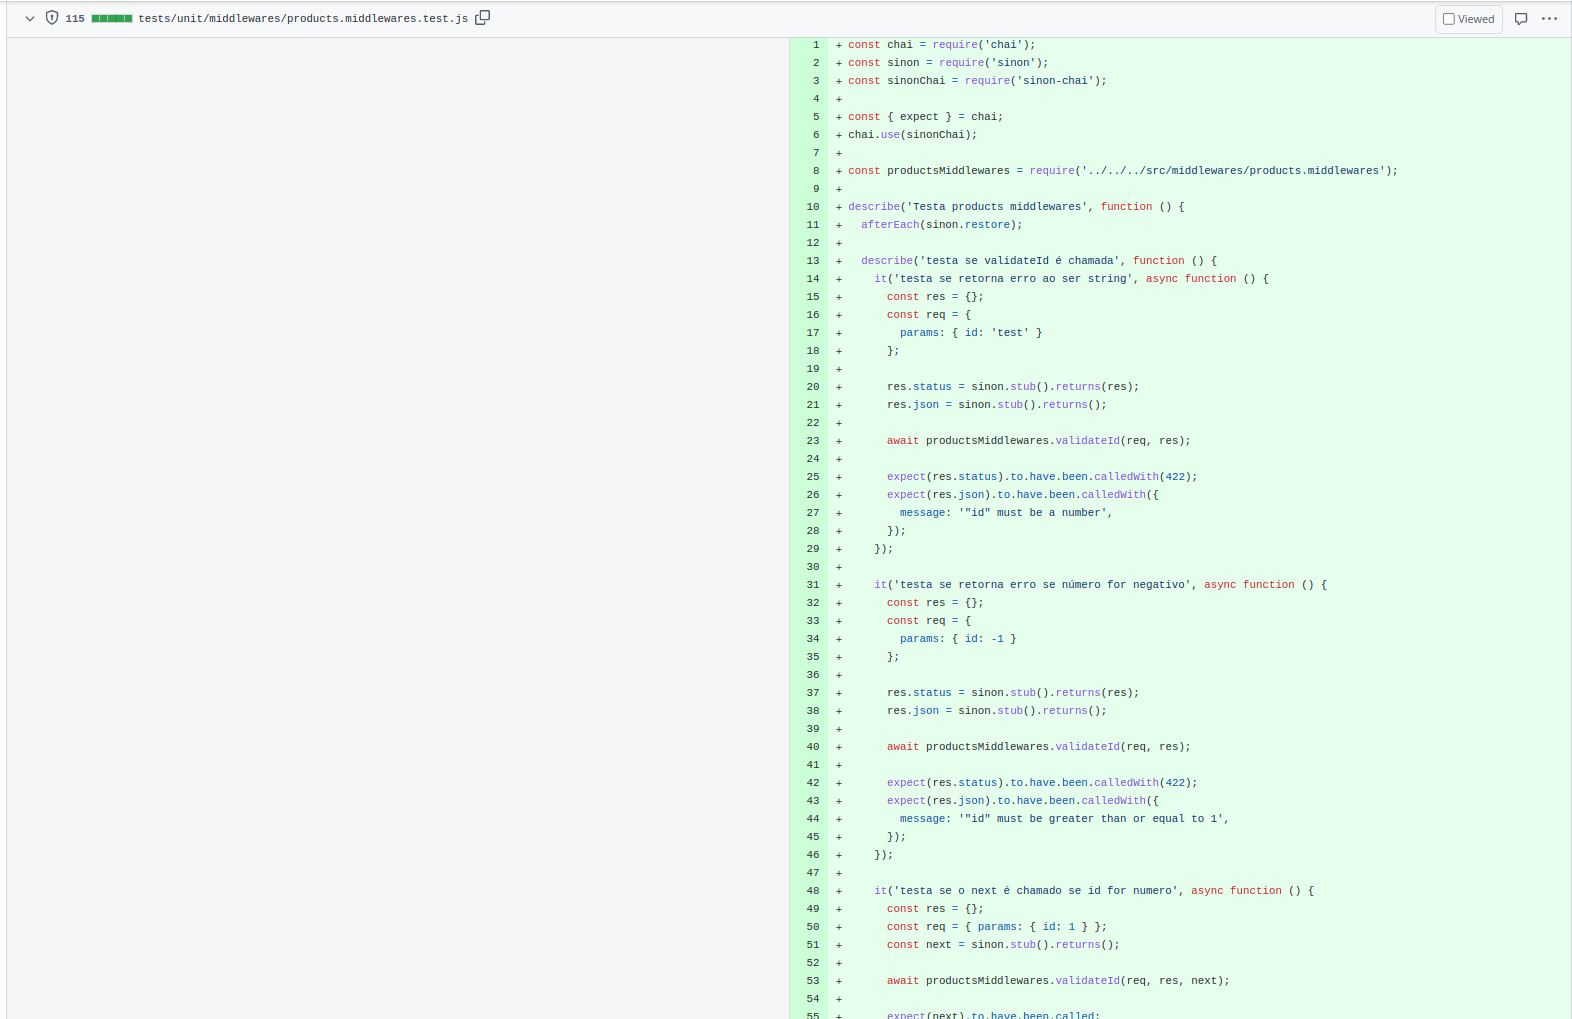 115 tests/unit/middlewares/products.middlewares.test.js Viewed
1 + const chai = require('chai');
2 + const sinon = require('sinon');
3 + const sinonChai = require('sinon-chai');
4 +
5 + const { expect } = chai;
6 + chai.use(sinonChai);
7 +
8 + const productsMiddlewares = require('../../../src/middlewares/products.middlewares');
9 +
10 + describe('Testa products middlewares', function () {
11 + afterEach(sinon.restore);
12 +
13 + describe('testa se validateId é chamada', function () {
14 + it('testa se retorna erro ao ser string', async function () {
15 + const res = {};
16 + const req = {
17 + params: { id: 'test' }
18 + };
19 +
20 + res.status = sinon.stub().returns(res);
21 + res.json = sinon.stub().returns();
22 +
23 + await productsMiddlewares.validateId(req, res);
24 +
25 + expect(res.status).to.have.been.calledWith(422);
26 + expect(res.json).to.have.been.calledWith({
27 + message: '"id" must be a number',
28 + });
29 + });
30 +
31 + it('testa se retorna erro se número for negativo', async function () {
32 + const res = {};
33 + const req = {
34 + params: { id: -1 }
35 + };
36 +
37 + res.status = sinon.stub().returns(res);
38 + res.json = sinon.stub().returns();
39 +
40 + await productsMiddlewares.validateId(req, res);
41 +
42 + expect(res.status).to.have.been.calledWith(422);
43 + expect(res.json).to.have.been.calledWith({
44 + message: '"id" must be greater than or equal to 1',
45 + });
46 + });
47 +
48 + it('testa se o next é chamado se id for numero', async function () {
49 + const res = {};
50 + const req = { params: { id: 1 } };
51 + const next = sinon.stub().returns();
52 +
53 + await productsMiddlewares.validateId(req, res, next);
54 +
55 + expect(next).to.have.been.called;